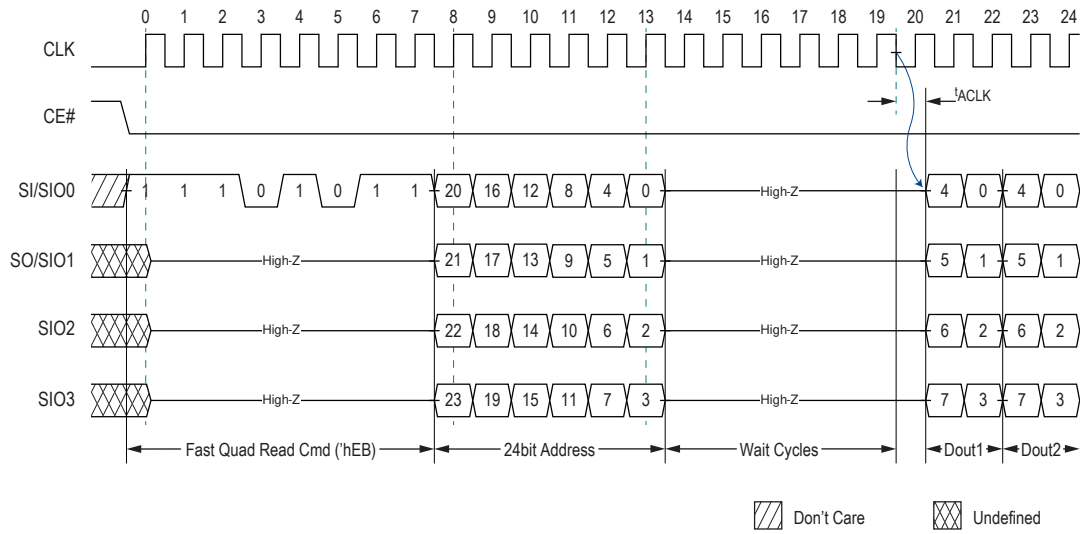 0 1 1 2 3 4 5 6 7 8 9 10 11 12 13 14 15 16 17 18 19 20 21 22 24
CLK
tACLK
CE#
SI/SIO0 1 1 1 0 1 0 1 1 20 16 12 8 4 0 High-Z 4 0 4 0
SO/SIO1 High-Z 21 17 13 9 5 1 High-Z 5 1 5 1
SIO2 High-Z 22 18 14 10 6 2 High-Z 6 2 6 2
SIO3 High-Z 23 19 15 11 7 3 High-Z 7 3 7 3
Fast Quad Read Cmd ('hEB) 24bit Address Wait Cycles Dout1 Dout2
Don't Care Undefined